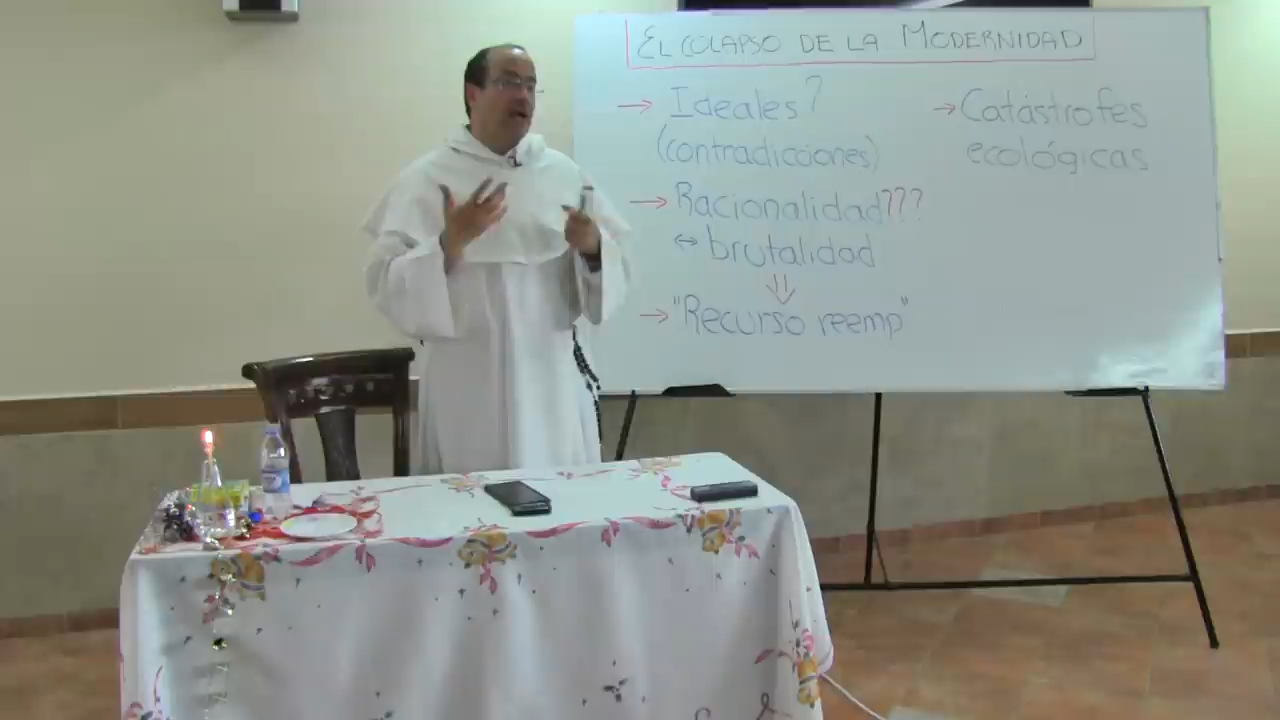 EL COLAPSO DE LA MODERNIDAD
→ Ideales?
(contradicciones)
→ Racionalidad???
↔ brutalidad
⇓
→ "Recurso reemp"
→ Catástrofes
ecológicas